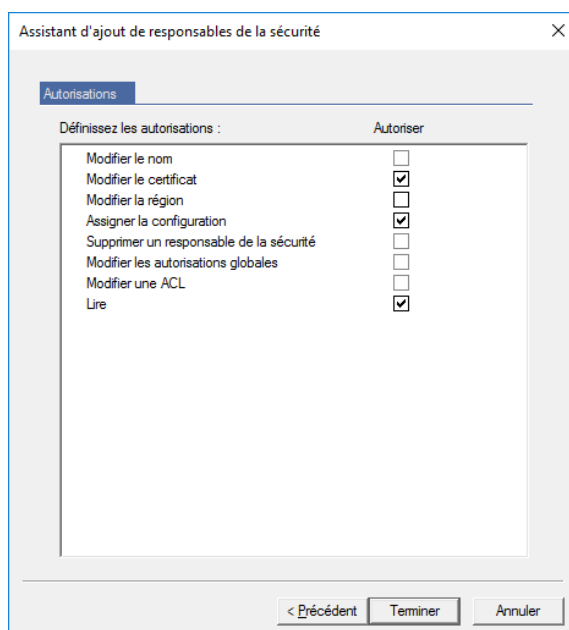 Assistant d'ajout de responsables de la sécurité
Autorisations
Définissez les autorisations : Autoriser
Modifier le nom
Modifier le certificat
Modifier la région
Assigner la configuration
Supprimer un responsable de la sécurité
Modifier les autorisations globales
Modifier une ACL
Lire
< Précédent Terminer Annuler